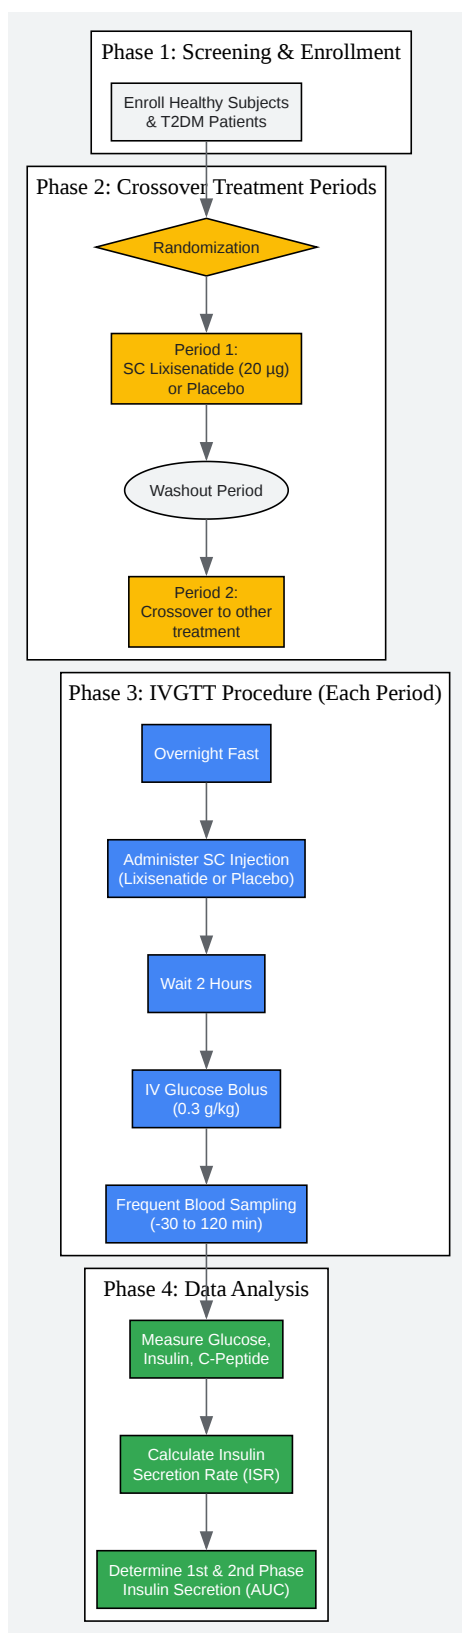 Phase 1: Screening & Enrollment
Enroll Healthy Subjects
& T2DM Patients
Phase 2: Crossover Treatment Periods
Randomization
Period 1:
SC Lixisenatide (20 µg)
or Placebo
Washout Period
Period 2:
Crossover to other
treatment
Phase 3: IVGTT Procedure (Each Period)
Overnight Fast
Administer SC Injection
(Lixisenatide or Placebo)
Wait 2 Hours
IV Glucose Bolus
(0.3 g/kg)
Frequent Blood Sampling
(-30 to 120 min)
Phase 4: Data Analysis
Measure Glucose,
Insulin, C-Peptide
Calculate Insulin
Secretion Rate (ISR)
Determine 1st & 2nd Phase
Insulin Secretion (AUC)